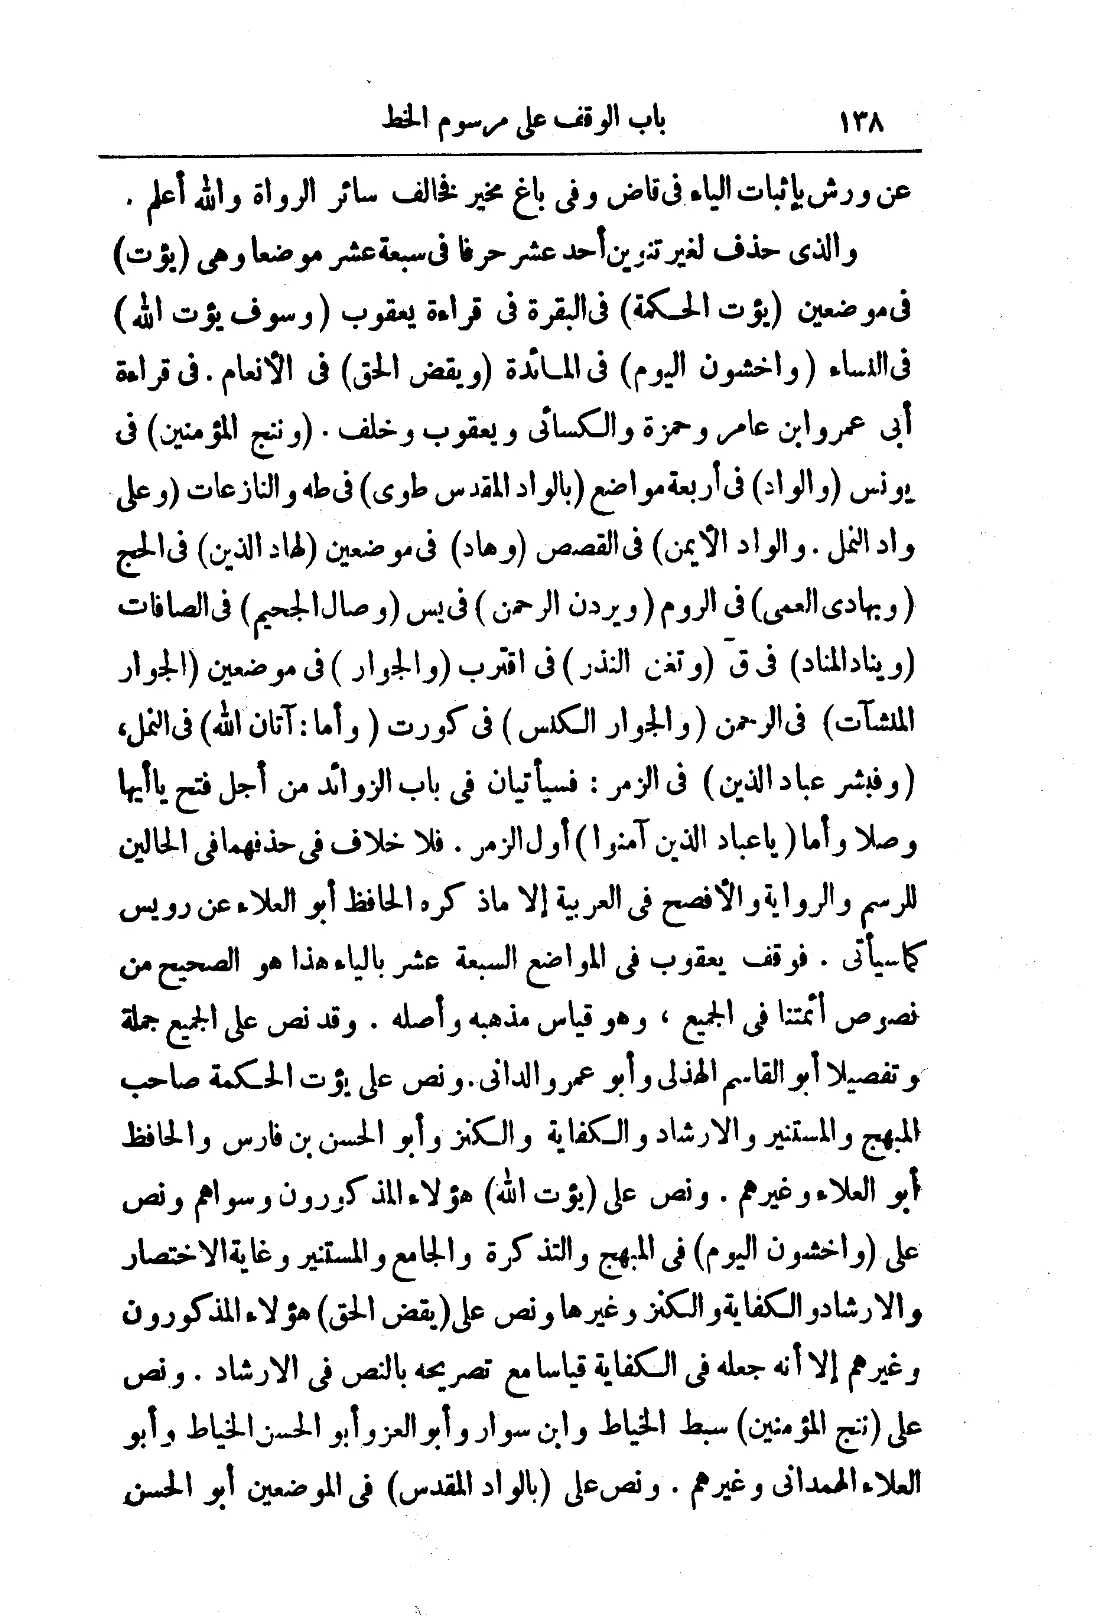 ١٣٨ باب الوقف على مرسوم الخط
عن ورش بإثبات الياء فى قاض وفى باغ مخير فخالف سائر الرواة والله أعلم .
والذى حذف لغير تنوين أحد عشر حرفا فى سبعة عشر موضعا وهى (يؤت)
فى موضعين (يؤت الحكمة) فى البقرة فى قراءة يعقوب (وسوف يؤت الله)
فى النساء (واخشون اليوم) فى المائدة (ويقض الحق) فى الأنعام . فى قراءة
أبى عمرو وابن عامر وحمزة والكسائى ويعقوب وخلف . (وننج المؤمنين) فى
يونس (والواد) فى أربعة مواضع (بالواد المقدس طوى) فى طه والنازعات (وعلى
واد النمل . والواد الأيمن) فى القصص (وهاد) فى موضعين (لهاد الذين) فى الحج
(وبهادى العمى) فى الروم (ويردن الرحمن) فى يس (وصال الجحيم) فى الصافات
(ويناد المناد) فى قٓ (وتغن النذر) فى اقترب (والجوار) فى موضعين (الجوار
المنشآت) فى الرحمن (والجوار الكنس) فى كورت (وأما : آتان الله) فى النمل،
(وفبشر عباد الذين) فى الزمر : فسيأتيان فى باب الزوائد من أجل فتح ياأيها
وصلا وأما (ياعباد الذين آمنوا) أول الزمر . فلا خلاف فى حذفهما فى الحالين
للرسم والرواية والأفصح فى العربية إلا ماذكره الحافظ أبو العلاء عن رويس
كما سيأتى . فوقف يعقوب فى المواضع السبعة عشر بالياء هذا هو الصحيح من
نصوص أئمتنا فى الجميع ، وهو قياس مذهبه وأصله . وقد نص على الجميع جملة
وتفصيلا أبو القاسم الهذلى وأبو عمرو الدانى . ونص على يؤت الحكمة صاحب
المبهج والمستنير والارشاد والكفاية والكنز وأبو الحسن بن فارس والحافظ
أبو العلاء وغيرهم . ونص على (يؤت الله) هؤلاء المذكورون وسواهم ونص
على (واخشون اليوم) فى المبهج والتذكرة والجامع والمستنير وغاية الاختصار
والارشاد والكفاية والكنز وغيرها ونص على (يقض الحق) هؤلاء المذكورون
وغيرهم إلا أنه جعله فى الكفاية قياسا مع تصريحه بالنص فى الارشاد . ونص
على (ننج المؤمنين) سبط الخياط وابن سوار وأبو العز وأبو الحسن الخياط وأبو
العلاء الهمدانى وغيرهم . ونص على (بالواد المقدس) فى الموضعين أبو الحسن